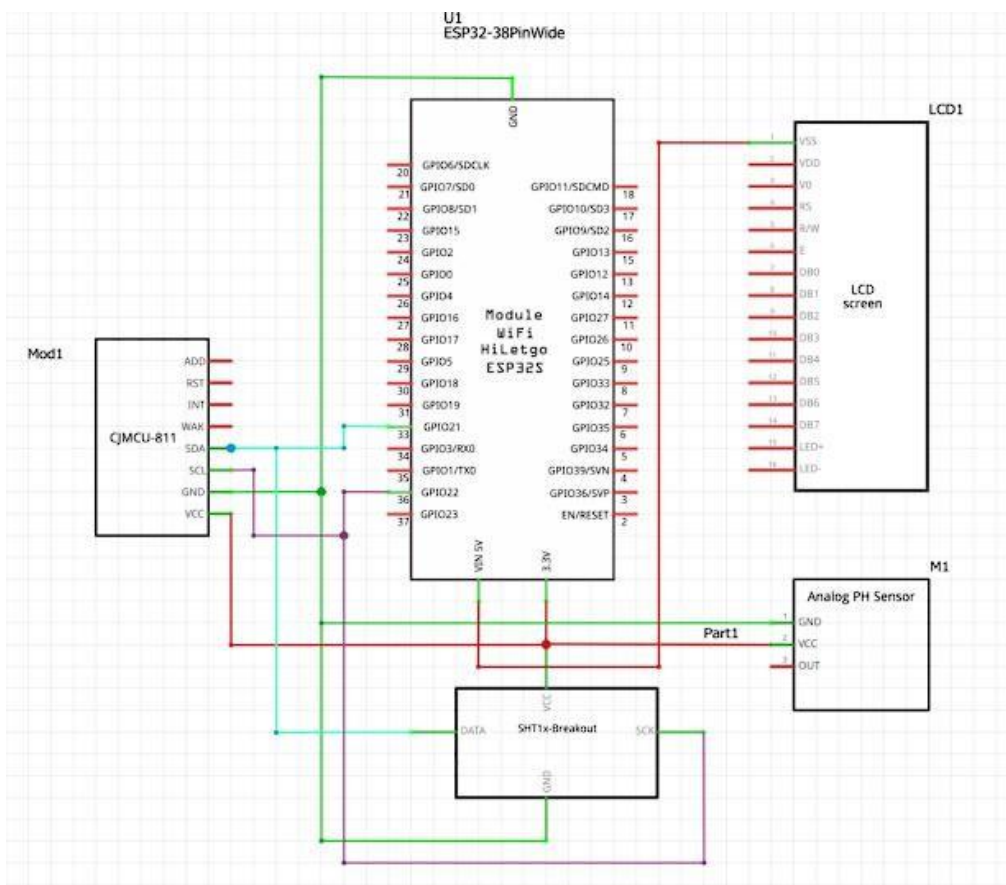 U1
ESP32-38PinWide
GND
GPIO6/SDCLK
20
GPIO7/SD0
21
GPIO8/SD1
22
GPIO15
23
GPIO2
24
GPIO0
25
GPIO4
26
GPIO16
27
GPIO17
28
GPIO5
29
GPIO18
30
GPIO19
31
GPIO21
33
GPIO3/RX0
34
GPIO1/TX0
35
GPIO22
36
GPIO23
37
Module
WiFi
HiLetgo
ESP32S
GPIO11/SDCMD
18
GPIO10/SD3
17
GPIO9/SD2
16
GPIO13
15
GPIO12
13
GPIO14
12
GPIO27
11
GPIO26
10
GPIO25
9
GPIO33
8
GPIO32
7
GPIO35
6
GPIO34
5
GPIO39/SVN
4
GPIO36/SVP
3
EN/RESET
2
VIN 5V
3.3V
LCD1
1 VSS
VDD
V0
RS
R/W
E
DB0
DB1
DB2
DB3
DB4
DB5
DB6
DB7
LED+
LED-
LCD
screen
Mod1
CJMCU-811
ADD
RST
INT
WAK
SDA
SCL
GND
VCC
M1
Analog PH Sensor
1 GND
2 VCC
3 OUT
Part1
VCC
DATA
SHT1x-Breakout
SCK
GND